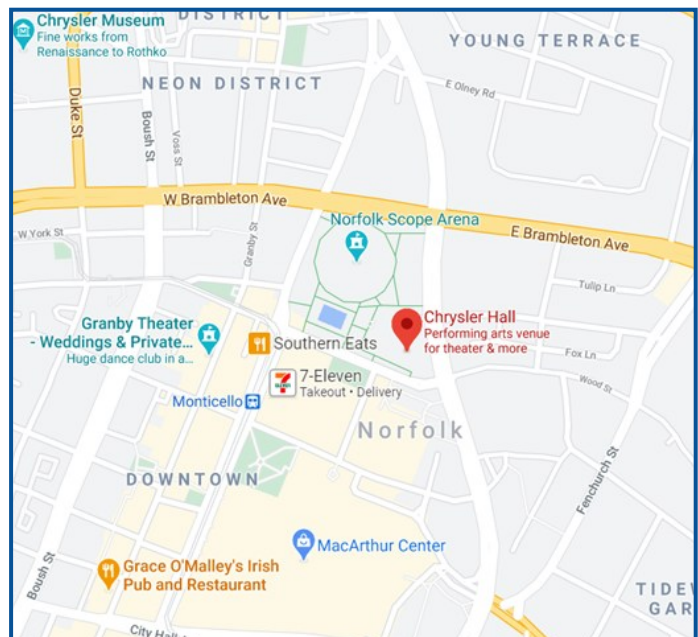 Chrysler Museum
Fine works from
Renaissance to Rothko
DISTRICT
YOUNG TERRACE
NEON DISTRICT
E Olney Rd
Duke St
Boush St
Voss St
W Brambleton Ave
Granby St
W York St
Norfolk Scope Arena
E Brambleton Ave
Tulip Ln
Chrysler Hall
Performing arts venue
for theater & more
Granby Theater
- Weddings & Private...
Huge dance club in a...
Southern Eats
Fox Ln
7-Eleven
Takeout • Delivery
Wood St
Monticello
Norfolk
DOWNTOWN
Fenchurch St
MacArthur Center
Grace O'Malley's Irish
Pub and Restaurant
Boush St
TIDEW
GAR
City Hall